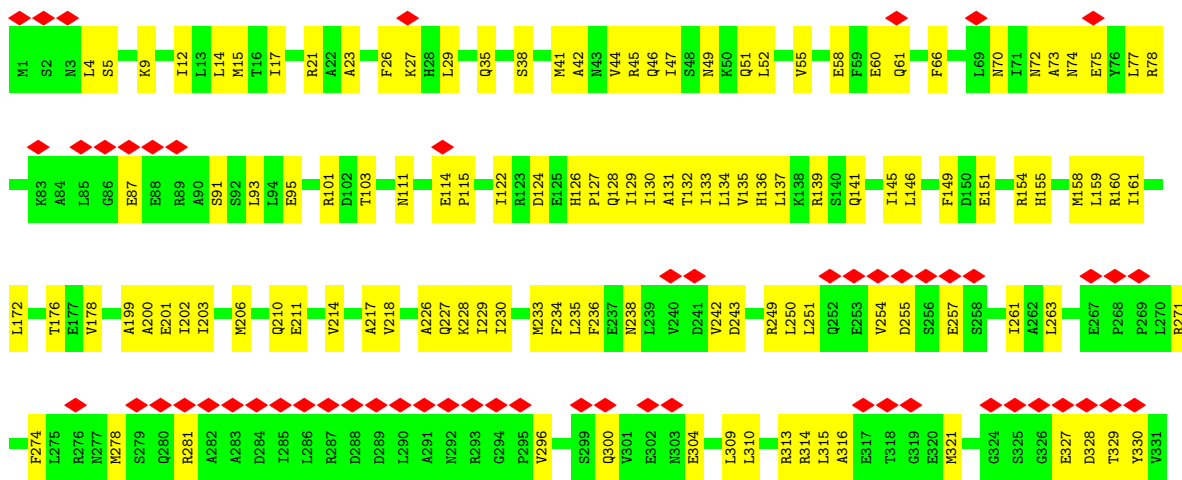 M1 S2 N3 L4 S5 K9 I12 L13 L14 M15 T16 I17 R21 A22 A23 F26 K27 H28 L29 Q35 S38 M41 A42 N43 V44 R45 Q46 I47 S48 N49 K50 Q51 L52 V55 E58 F59 E60 Q61 F66 L69 N70 I71 N72 A73 N74 E75 Y76 L77 R78
K83 A84 L85 G86 E87 E88 R89 A90 S91 S92 L93 L94 E95 R101 D102 T103 N111 E114 P115 I122 R123 D124 E125 H126 P127 Q128 I129 I130 A131 T132 I133 L134 V135 H136 L137 K138 R139 S140 Q141 I145 L146 F149 D150 E151 R154 H155 M158 L159 R160 I161
L172 T176 E177 V178 A199 A200 E201 I202 I203 M206 Q210 E211 V214 A217 V218 A226 Q227 K228 I229 I230 M233 F234 L235 F236 E237 N238 L239 V240 D241 V242 D243 R249 L250 L251 Q252 E253 V254 D255 S256 E257 S258 I261 A262 L263 E267 P268 P269 L270 R271
F274 L275 R276 N277 M278 S279 Q280 R281 A282 A283 D284 I285 L286 R287 D288 D289 L290 A291 N292 R293 G294 P295 V296 S299 Q300 V301 E302 N303 E304 L309 L310 R313 R314 L315 A316 E317 T318 G319 E320 M321 G324 S325 G326 E327 D328 T329 Y330 V331